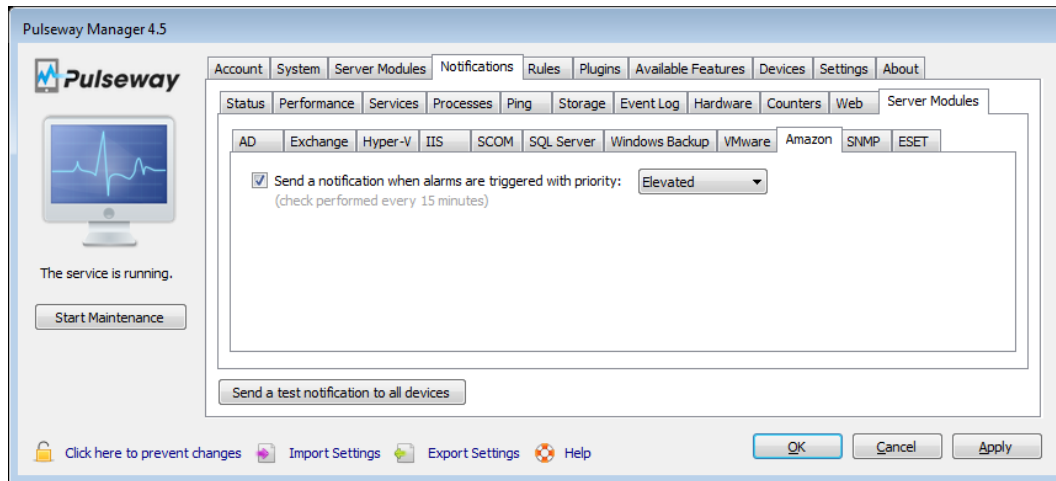 Pulseway Manager 4.5
Pulseway
Account System Server Modules Notifications Rules Plugins Available Features Devices Settings About
Status Performance Services Processes Ping Storage Event Log Hardware Counters Web Server Modules
AD Exchange Hyper-V IIS SCOM SQL Server Windows Backup VMware Amazon SNMP ESET
Send a notification when alarms are triggered with priority: Elevated
(check performed every 15 minutes)
The service is running.
Start Maintenance
Send a test notification to all devices
Click here to prevent changes Import Settings Export Settings Help OK Cancel Apply